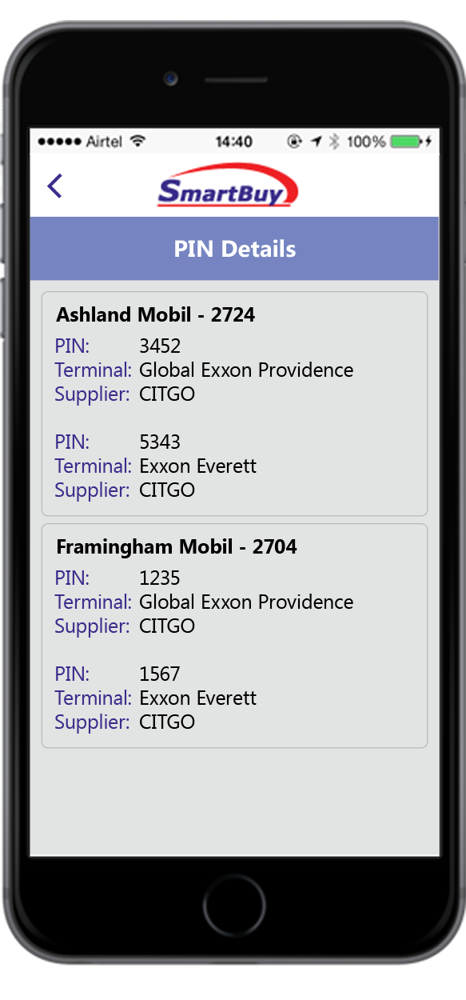 ●●●●● Airtel 14:40 100%
SmartBuy
PIN Details
Ashland Mobil - 2724
PIN: 3452
Terminal: Global Exxon Providence
Supplier: CITGO
PIN: 5343
Terminal: Exxon Everett
Supplier: CITGO
Framingham Mobil - 2704
PIN: 1235
Terminal: Global Exxon Providence
Supplier: CITGO
PIN: 1567
Terminal: Exxon Everett
Supplier: CITGO